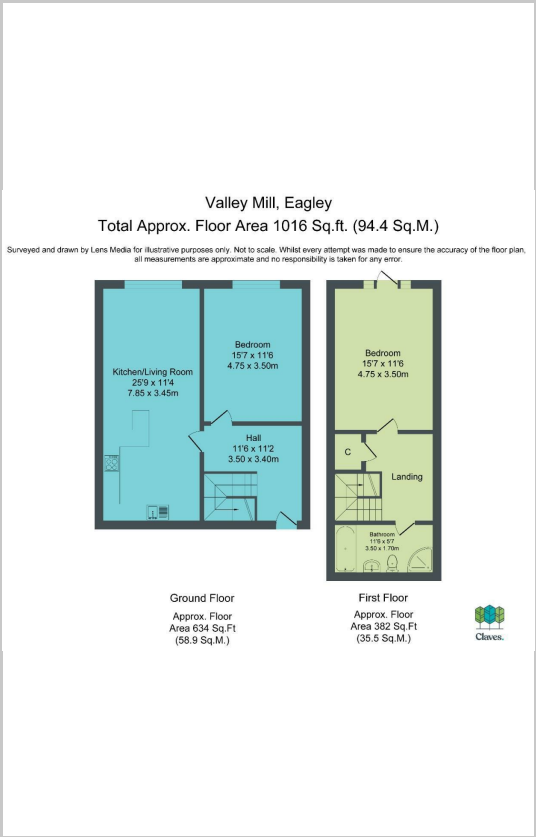 Valley Mill, Eagley
Total Approx. Floor Area 1016 Sq.ft. (94.4 Sq.M.)
Surveyed and drawn by Lens Media for illustrative purposes only. Not to scale. Whilst every attempt was made to ensure the accuracy of the floor plan,
all measurements are approximate and no responsibility is taken for any error.
Kitchen/Living Room
25'9 x 11'4
7.85 x 3.45m
Bedroom
15'7 x 11'6
4.75 x 3.50m
Hall
11'6 x 11'2
3.50 x 3.40m
Bedroom
15'7 x 11'6
4.75 x 3.50m
C
Landing
Bathroom
11'6 x 5'7
3.50 x 1.70m
Ground Floor
Approx. Floor
Area 634 Sq.Ft
(58.9 Sq.M.)
First Floor
Approx. Floor
Area 382 Sq.Ft
(35.5 Sq.M.)
Claves.